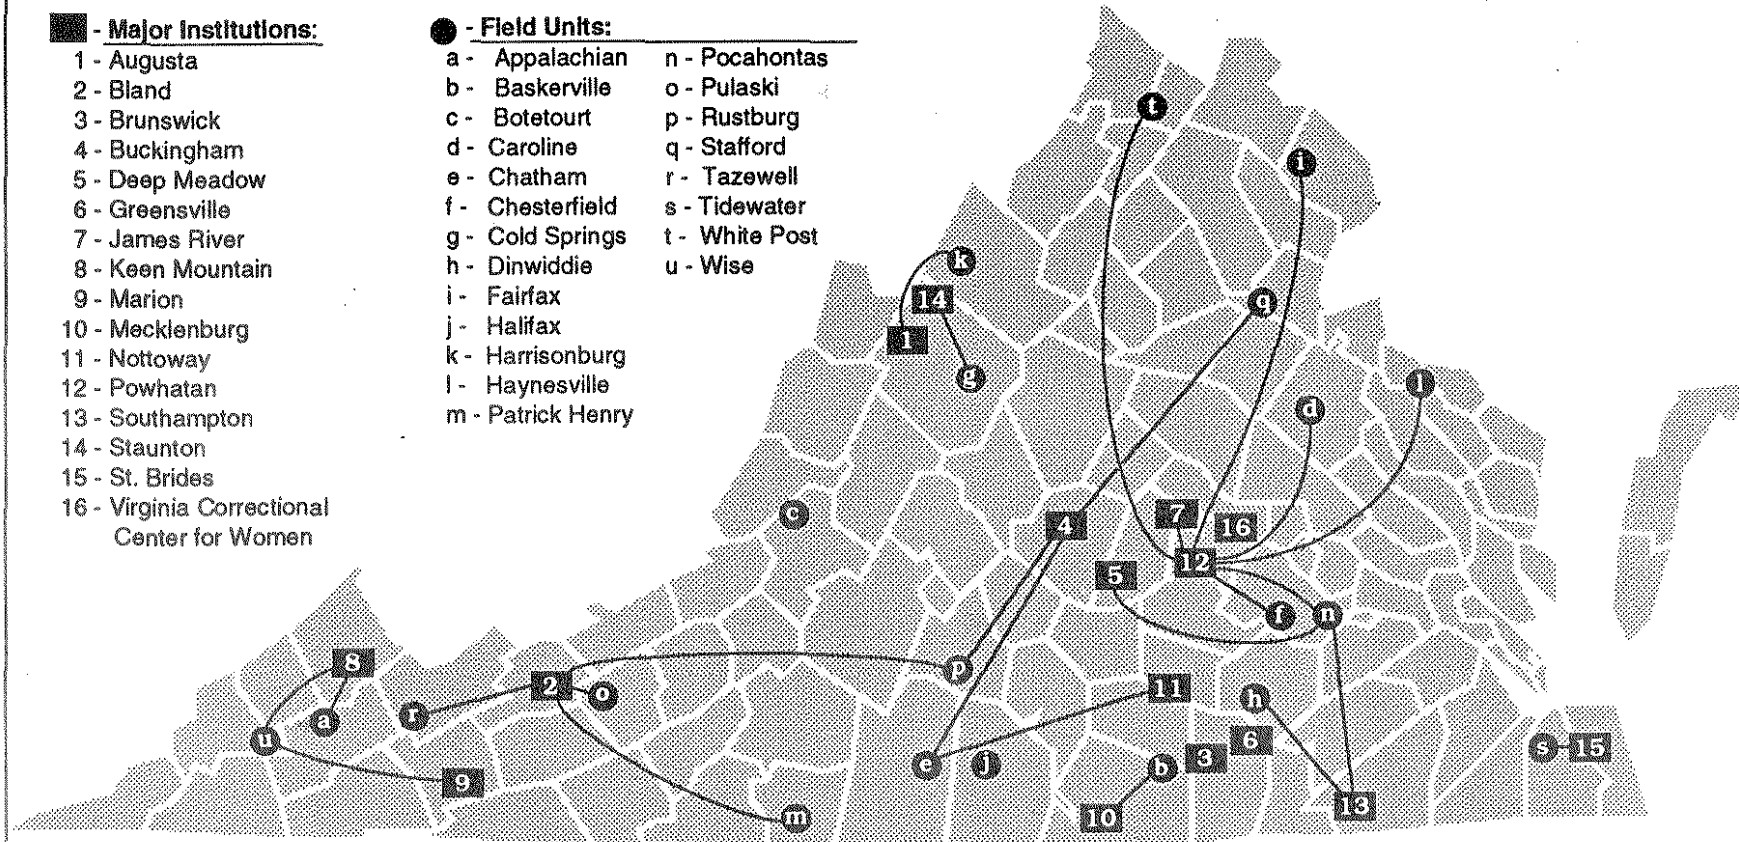 - Major Institutions:
1 - Augusta
2 - Bland
3 - Brunswick
4 - Buckingham
5 - Deep Meadow
6 - Greensville
7 - James River
8 - Keen Mountain
9 - Marion
10 - Mecklenburg
11 - Nottoway
12 - Powhatan
13 - Southampton
14 - Staunton
15 - St. Brides
16 - Virginia Correctional
Center for Women
- Field Units:
a - Appalachian
b - Baskerville
c - Botetourt
d - Caroline
e - Chatham
f - Chesterfield
g - Cold Springs
h - Dinwiddie
i - Fairfax
j - Halifax
k - Harrisonburg
l - Haynesville
m - Patrick Henry
n - Pocahontas
o - Pulaski
p - Rustburg
q - Stafford
r - Tazewell
s - Tidewater
t - White Post
u - Wise
t
i
k
14
q
1
g
l
d
c
4
7
16
12
5
f
n
8
p
2
o
11
h
r
a
u
6
s
15
e
j
b
3
9
13
m
10